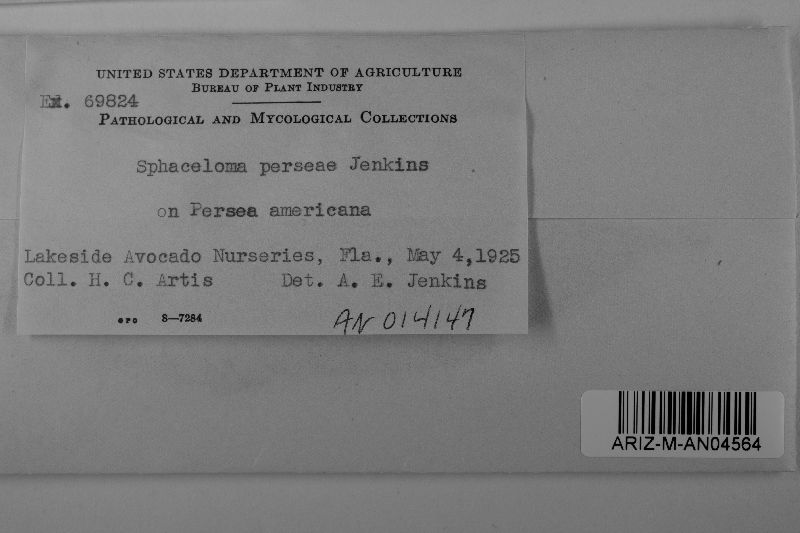 UNITED STATES DEPARTMENT OF AGRICULTURE
BUREAU OF PLANT INDUSTRY
Ex. 69824
PATHOLOGICAL AND MYCOLOGICAL COLLECTIONS
Sphaceloma perseae Jenkins
on Persea americana
Lakeside Avocado Nurseries, Fla., May 4,1925
Coll. H. C. Artis Det. A. E. Jenkins
GPO 8—7284
AN 014147
ARIZ-M-AN04564